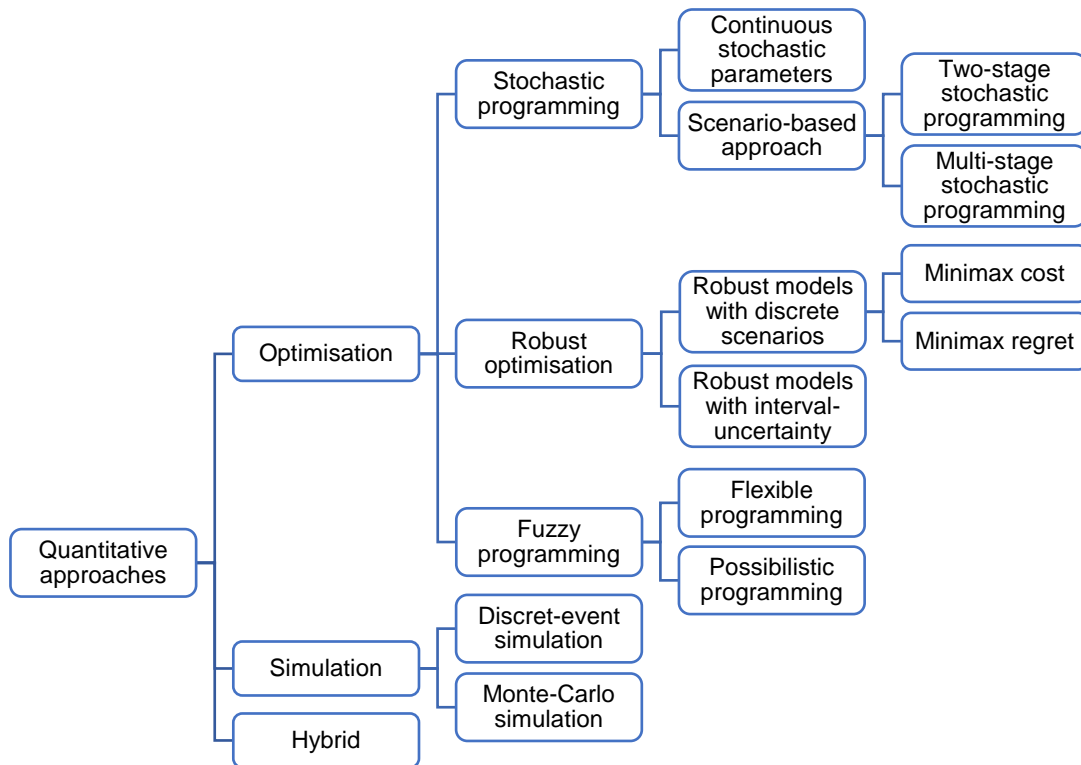 Continuous
stochastic
parameters
Stochastic
programming
Two-stage
stochastic
programming
Scenario-based
approach
Multi-stage
stochastic
programming
Minimax cost
Robust models
with discrete
scenarios
Optimisation
Robust
optimisation
Minimax regret
Robust models
with interval-
uncertainty
Flexible
programming
Fuzzy
programming
Quantitative
approaches
Possibilistic
programming
Discret-event
simulation
Simulation
Monte-Carlo
simulation
Hybrid